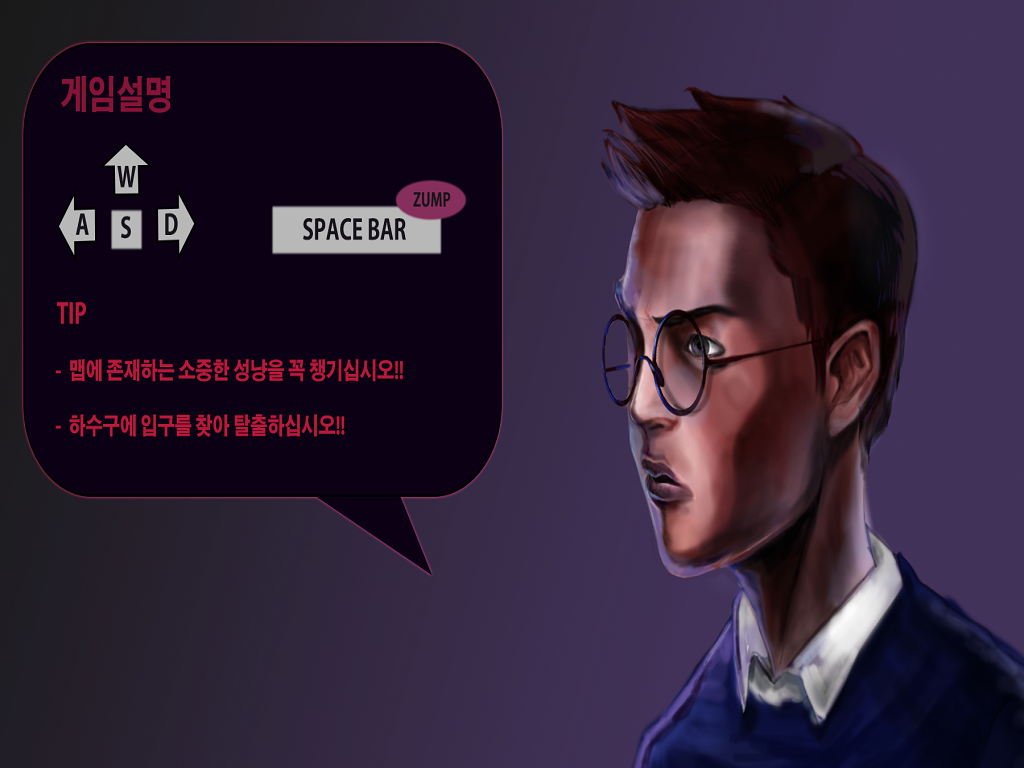 게임설명
W
A S D
ZUMP
SPACE BAR
TIP
- 맵에 존재하는 소중한 성냥을 꼭 챙기십시오!!
- 하수구에 입구를 찾아 탈출하십시오!!